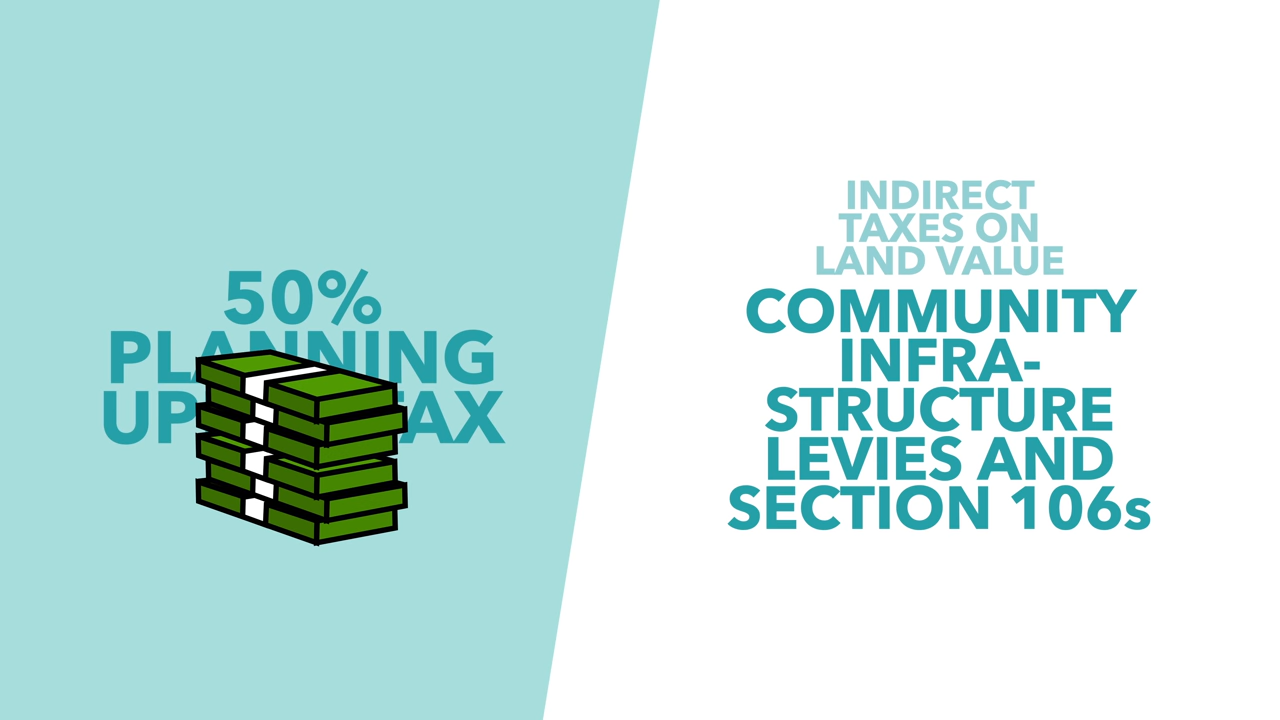 50%
PLANNING
INDIRECT
TAXES ON
LAND VALUE
COMMUNITY
INFRA-
STRUCTURE
LEVIES AND
SECTION 106s